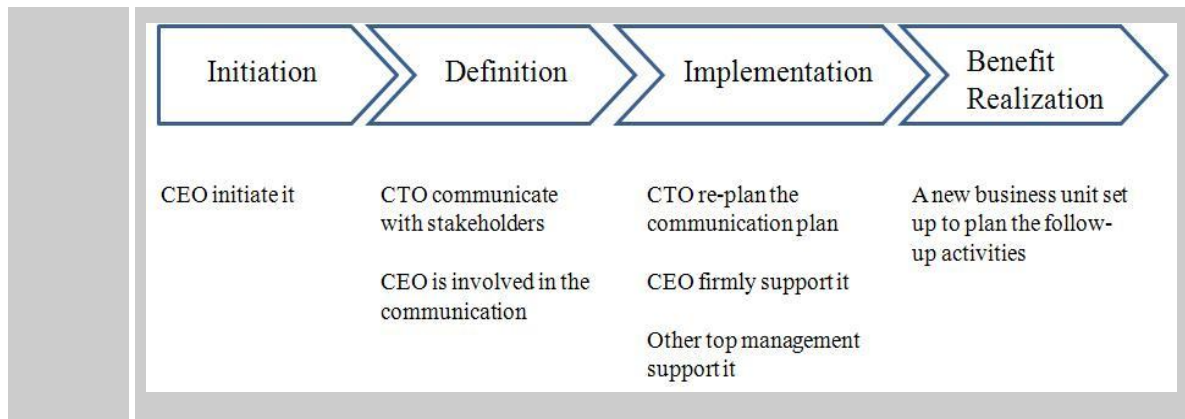 Initiation
Definition
Implementation
Benefit
Realization
CEO initiate it
CTO communicate
with stakeholders
CEO is involved in the
communication
CTO re-plan the
communication plan
CEO firmly support it
Other top management
support it
A new business unit set
up to plan the follow-
up activities